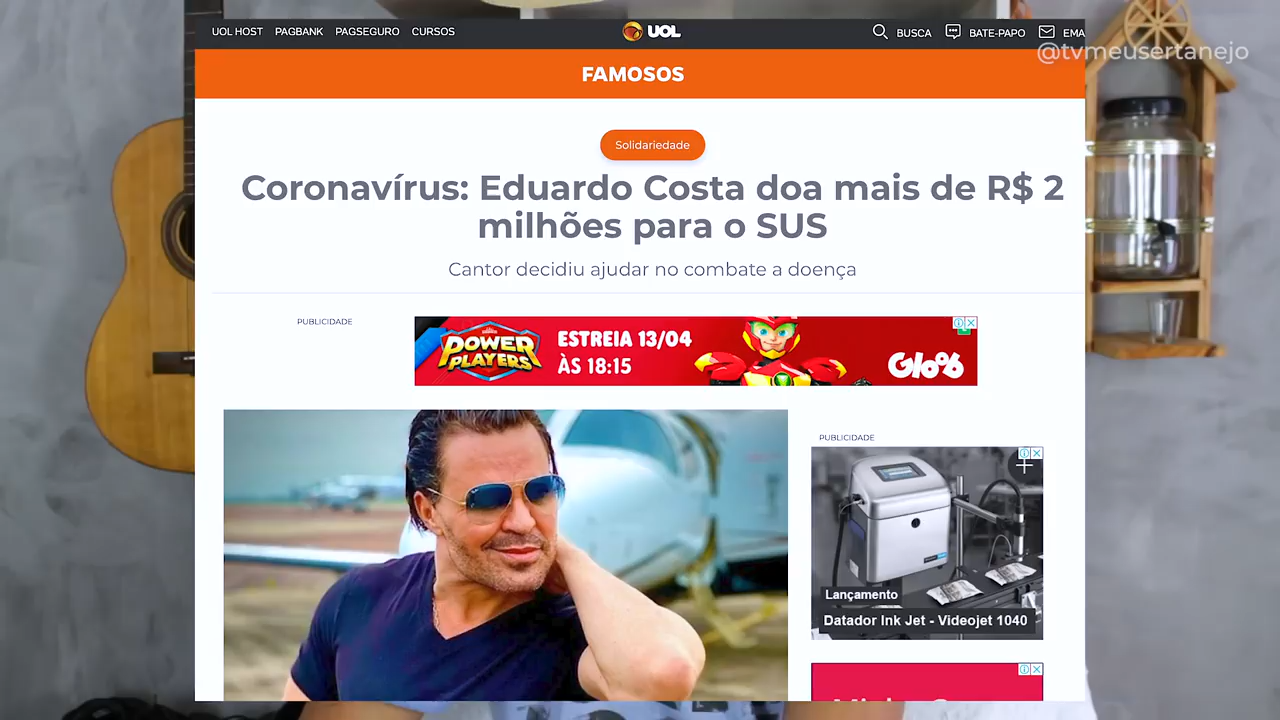 UOL HOST PAGBANK PAGSEGURO CURSOS UOL BUSCA BATE-PAPO EMA
@tvmeusertanejo
FAMOSOS
Solidariedade
Coronavírus: Eduardo Costa doa mais de R$ 2
milhões para o SUS
Cantor decidiu ajudar no combate a doença
PUBLICIDADE
POWER
PLAYERS
ESTREIA 13/04
ÀS 18:15
Gloob
PUBLICIDADE
Lançamento
Datador Ink Jet - Videojet 1040